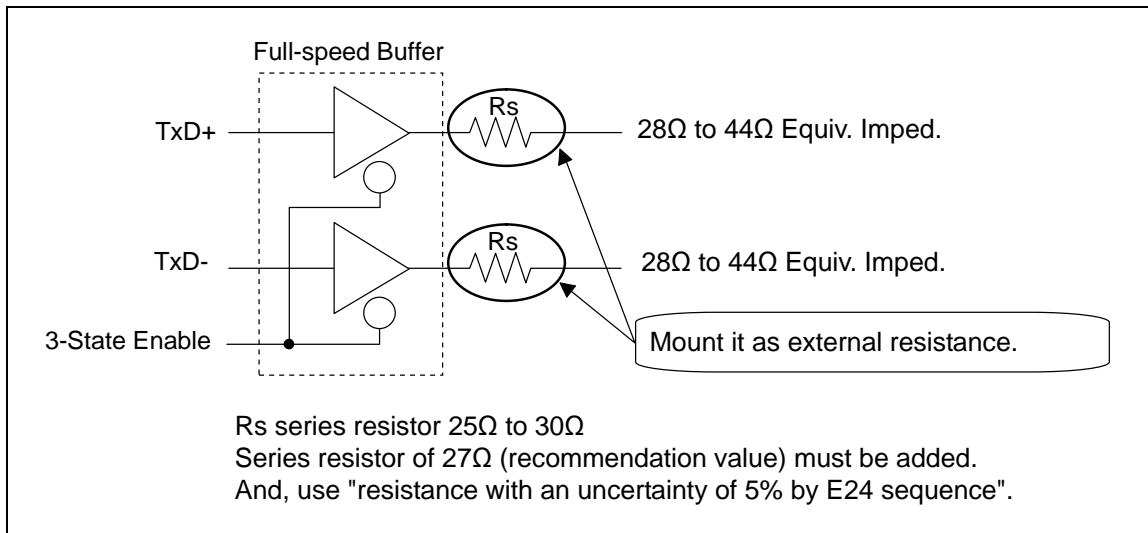 Full-speed Buffer
Rs
TxD+
28Ω to 44Ω Equiv. Imped.
Rs
TxD-
28Ω to 44Ω Equiv. Imped.
3-State Enable
Mount it as external resistance.
Rs series resistor 25Ω to 30Ω
Series resistor of 27Ω (recommendation value) must be added.
And, use "resistance with an uncertainty of 5% by E24 sequence".